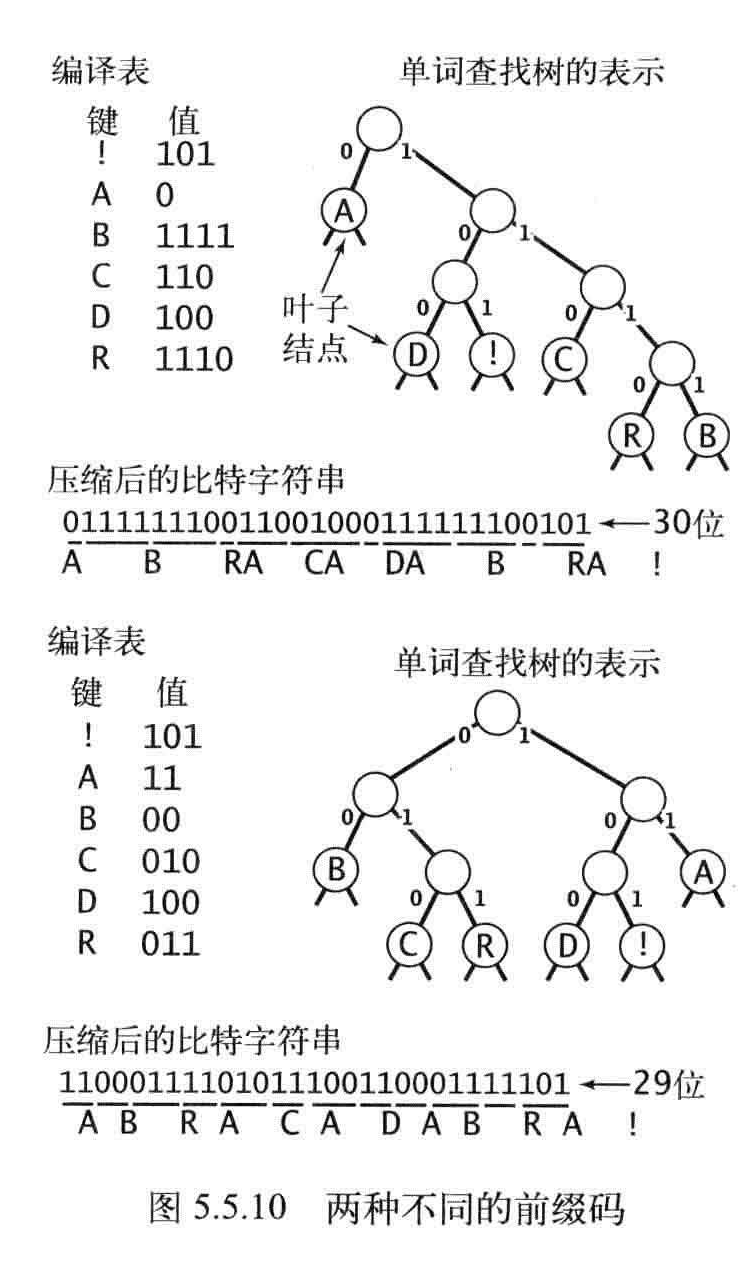 编译表
单词查找树的表示
键 值
! 101
A 0
B 1111
C 110
D 100
R 1110
0 1
A
0 1
叶子
结点
0 1
0 1
D ! C
0 1
R B
压缩后的比特字符串
011111110011001000111111100101
30位
A B RA CA DA B RA !
编译表
单词查找树的表示
键 值
! 101
A 11
B 00
C 010
D 100
R 011
0 1
0 1 0 1
B A
0 1 0 1
C R D !
压缩后的比特字符串
11000111101011100110001111101
29位
A B R A C A D A B R A !
图 5.5.10 两种不同的前缀码